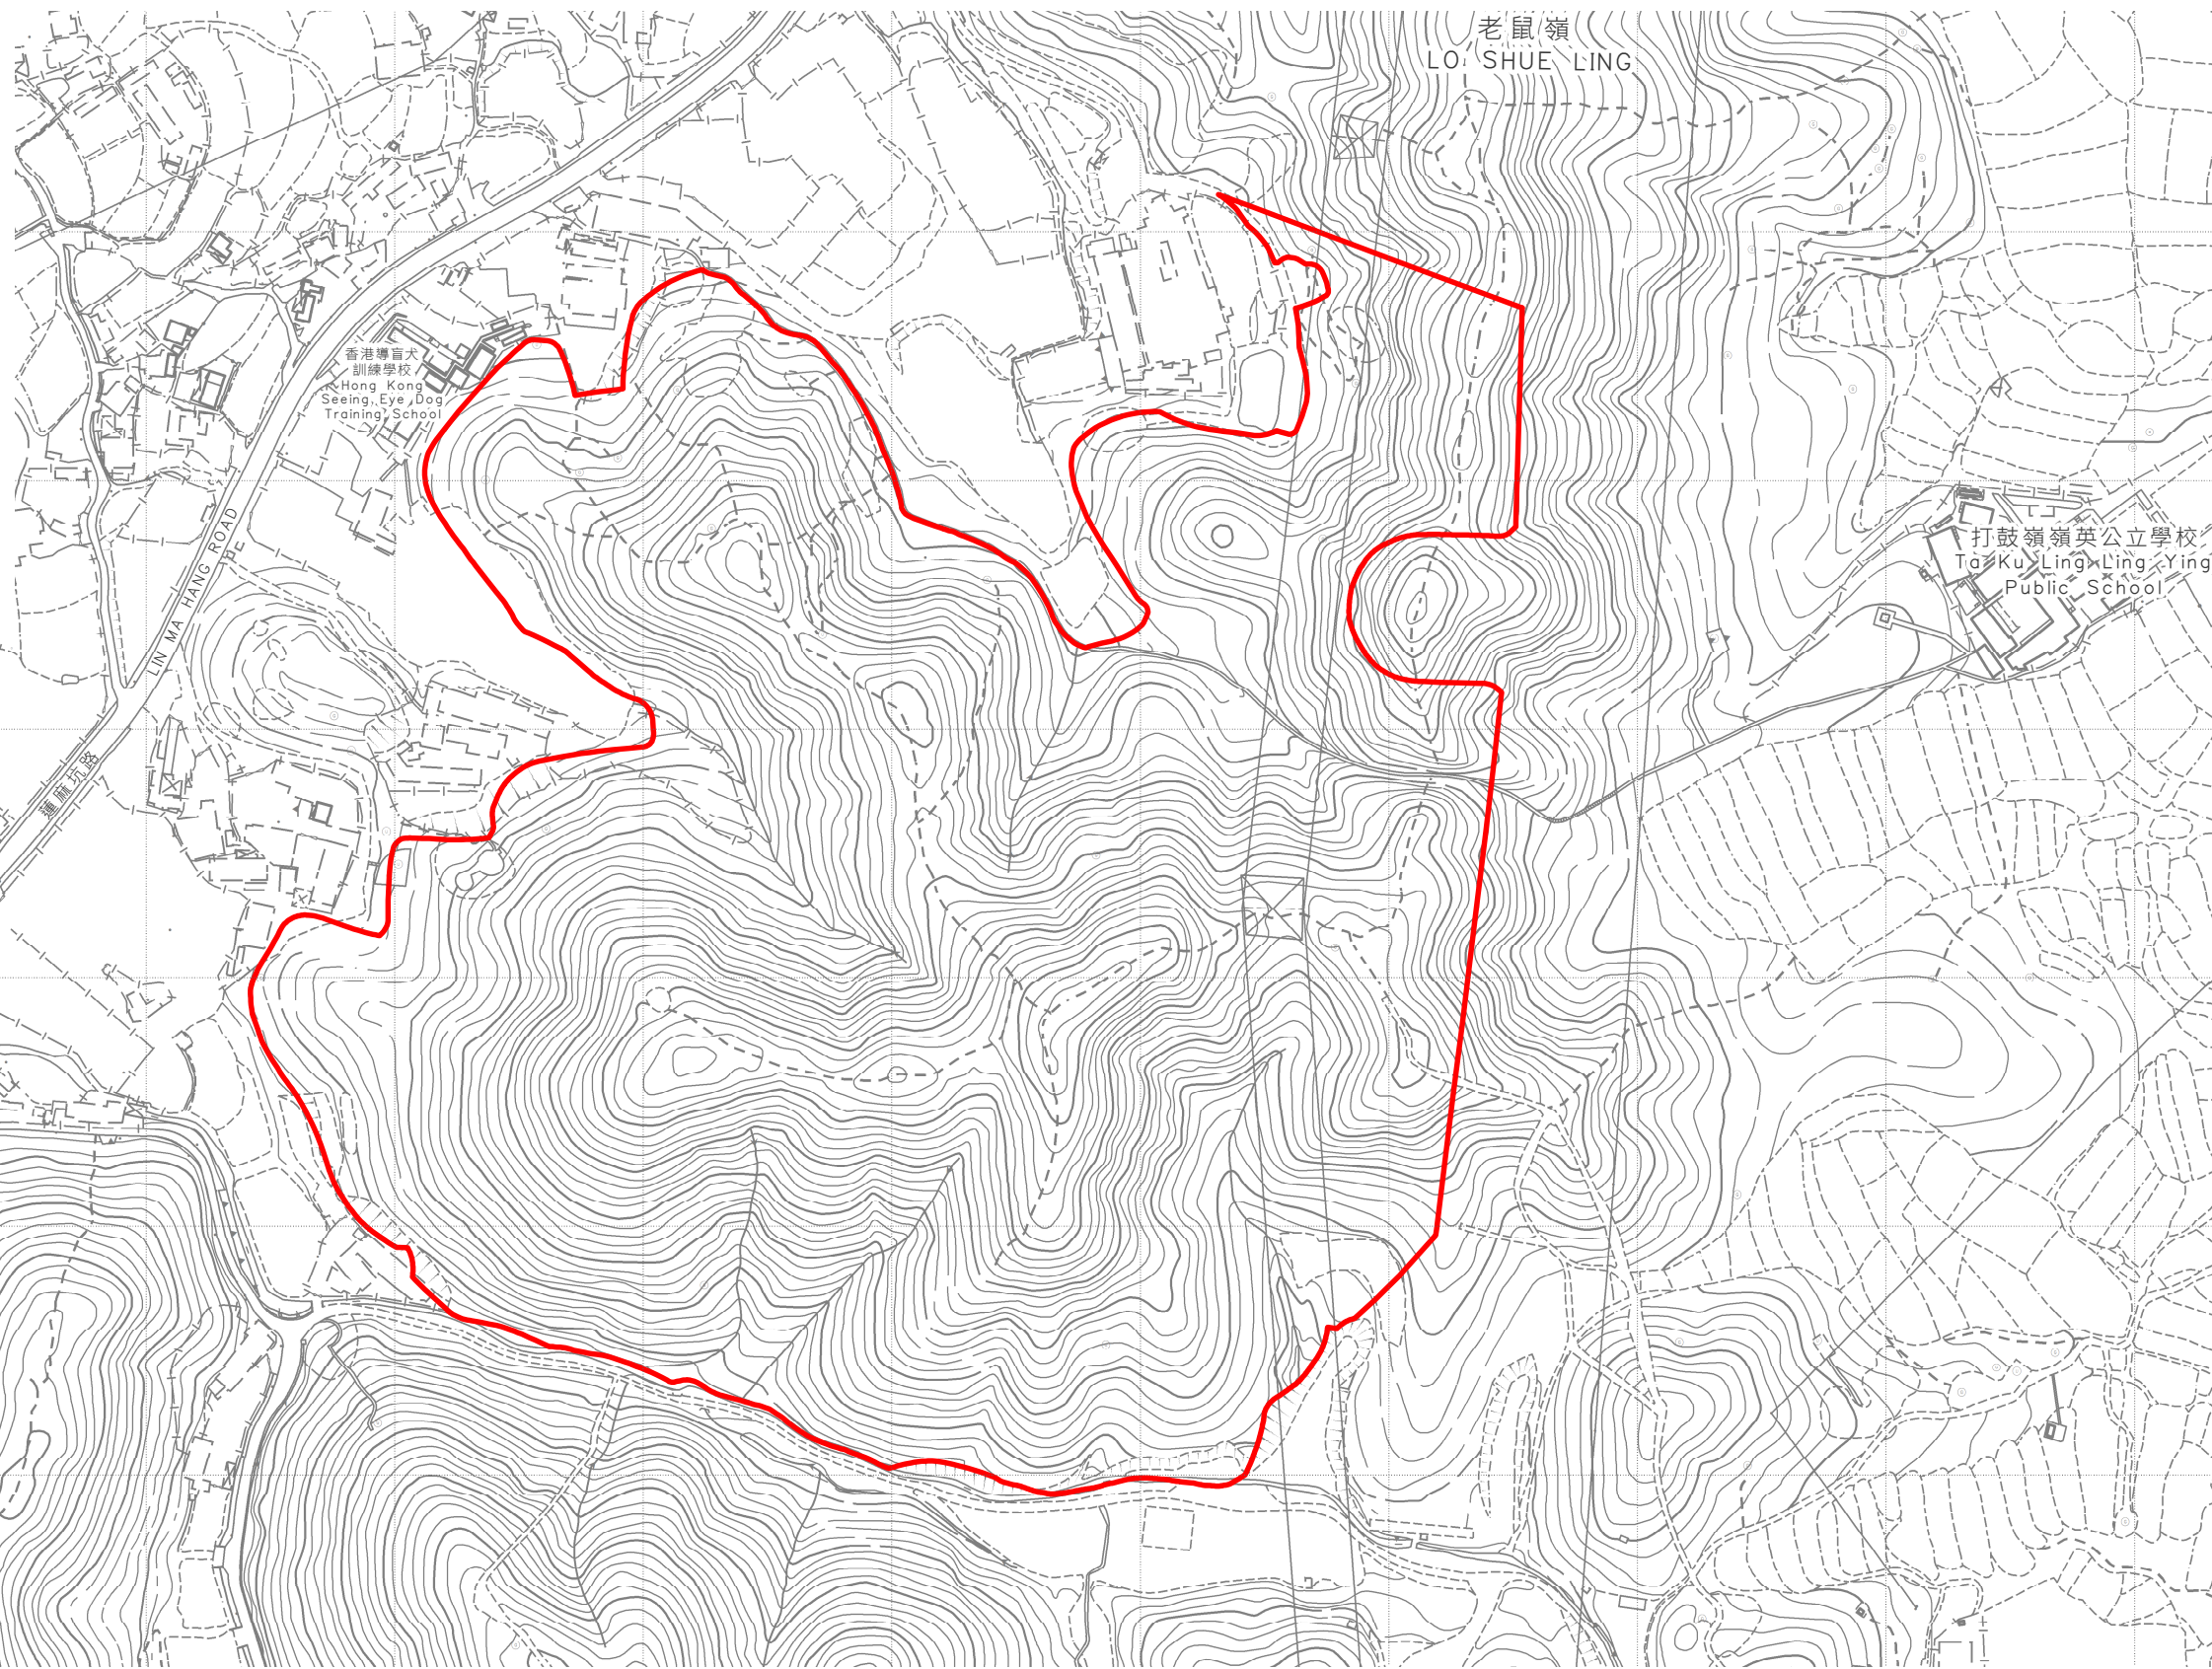 老鼠嶺
LO SHUE LING
香港導盲犬
訓練學校
Hong Kong
Seeing Eye Dog
Training School
LIN MA HANG ROAD
蓮麻坑路
打鼓嶺嶺英公立學校
Ta Ku Ling Ling Ying
Public School